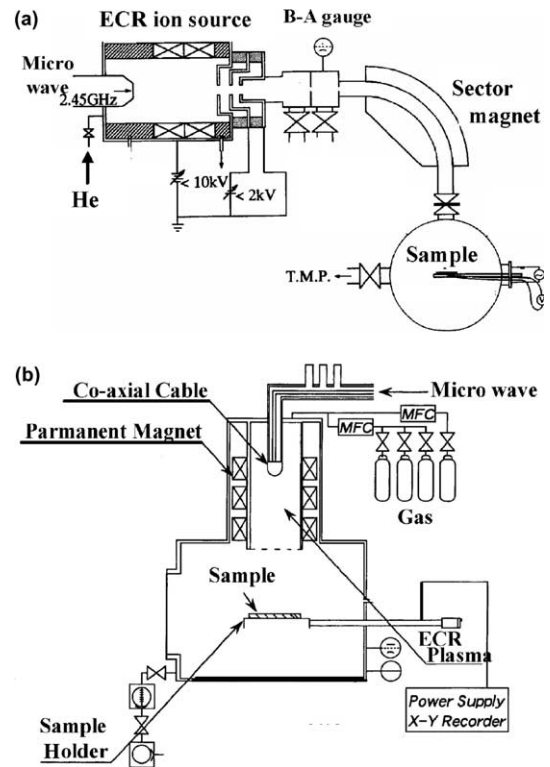 (a)
ECR ion source
B-A gauge
Micro
wave
2.45GHz
Sector
magnet
He
< 10kV
< 2kV
Sample
T.M.P.
(b)
Co-axial Cable
Micro wave
Parmanent Magnet
MFC
MFC
Gas
Sample
ECR
Plasma
Sample
Holder
Power Supply
X-Y Recorder